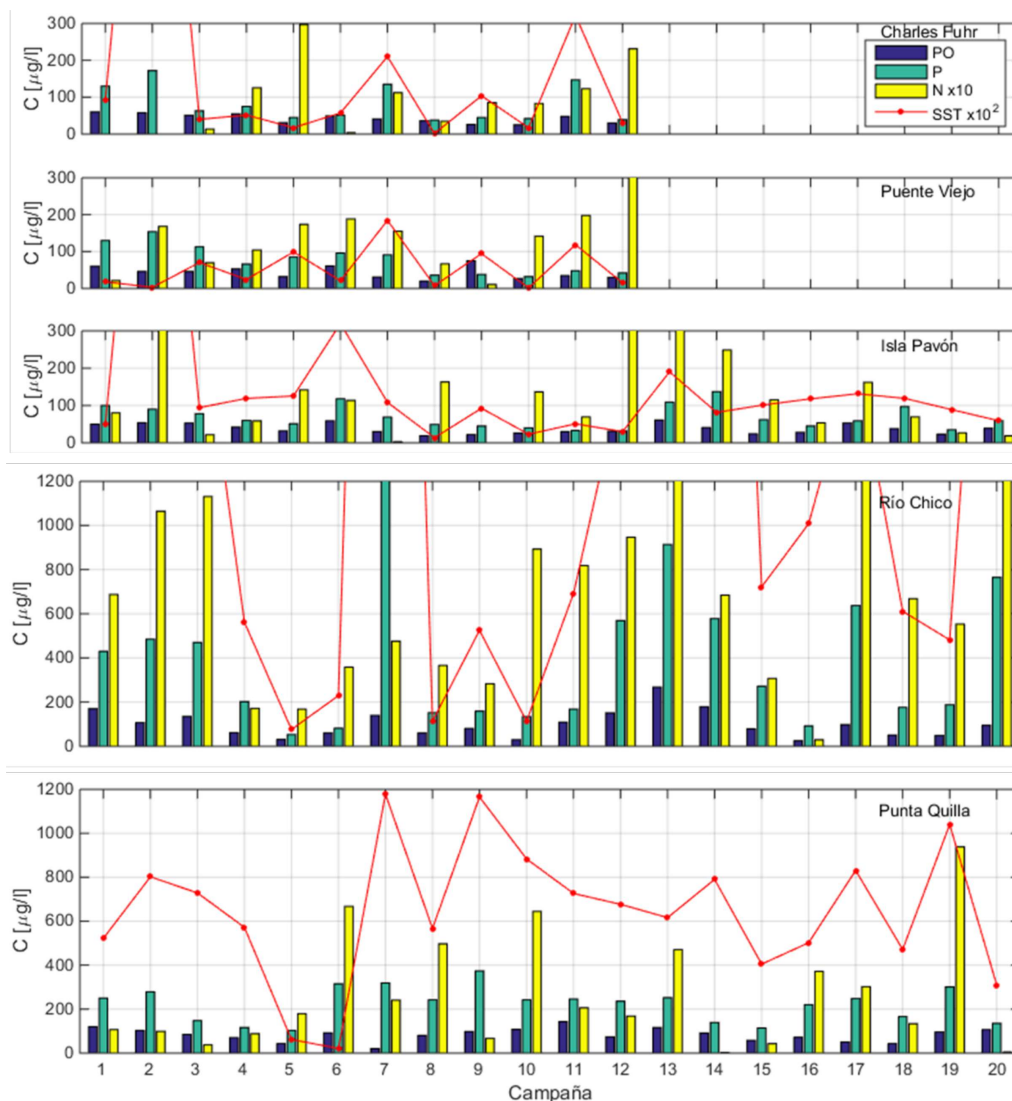 Charles Fuhr
PO
P
N x10
SST x10²
C [µg/l]
300
200
100
0
Puente Viejo
C [µg/l]
300
200
100
0
Isla Pavón
C [µg/l]
300
200
100
0
Río Chico
C [µg/l]
1200
1000
800
600
400
200
0
Punta Quilla
C [µg/l]
1200
1000
800
600
400
200
0
1 2 3 4 5 6 7 8 9 10 11 12 13 14 15 16 17 18 19 20
Campaña